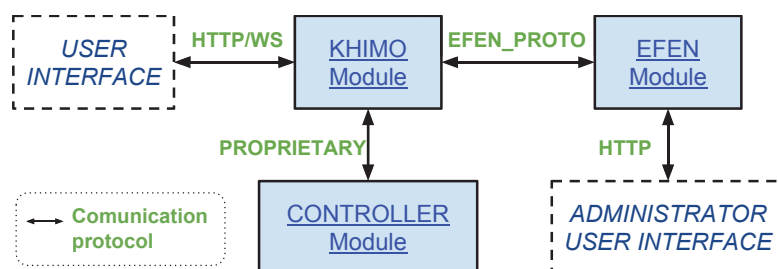 USER
INTERFACE
HTTP/WS
KHIMO
Module
EFEN_PROTO
EFEN
Module
PROPRIETARY
HTTP
Comunication
protocol
CONTROLLER
Module
ADMINISTRATOR
USER INTERFACE